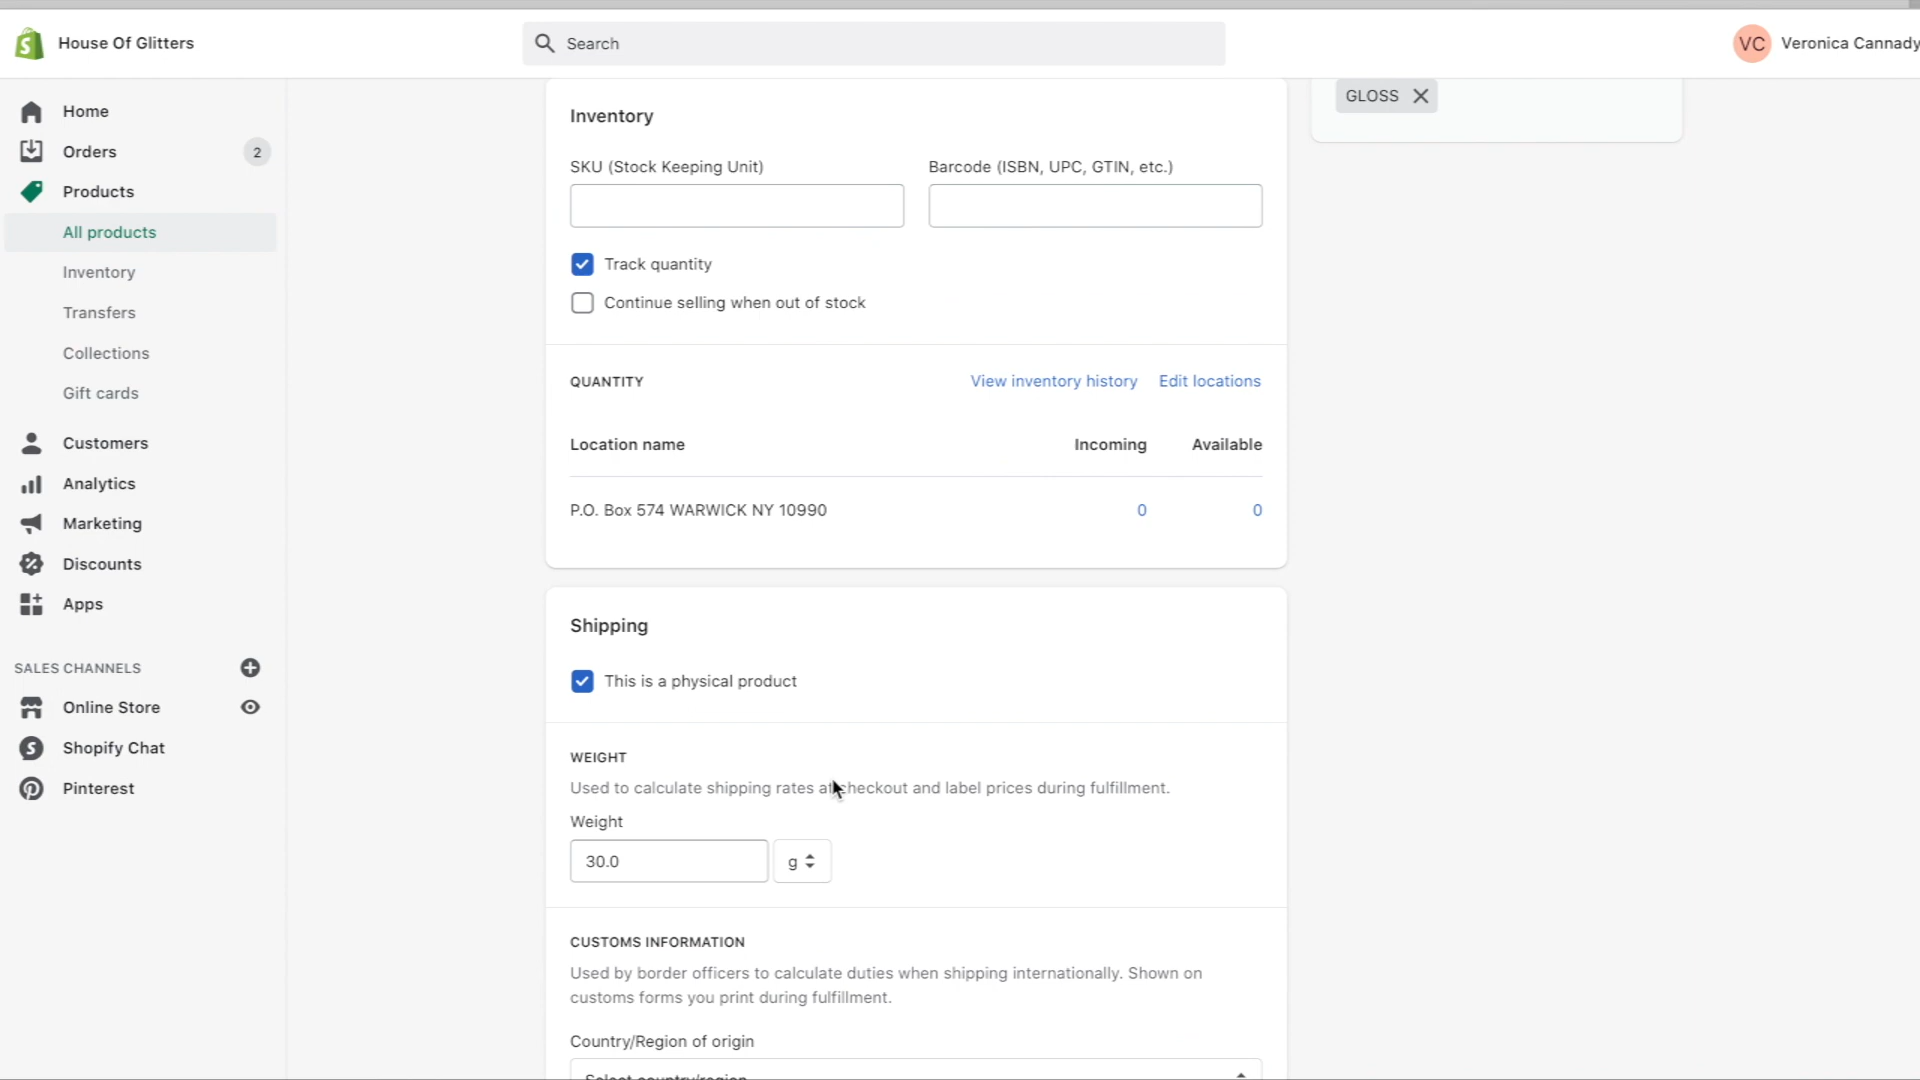 House Of Glitters
Search
VC
Veronica Cannady
Home
Orders
2
Products
All products
Inventory
Transfers
Collections
Gift cards
Customers
Analytics
Marketing
Discounts
Apps
SALES CHANNELS
Online Store
Shopify Chat
Pinterest
Inventory
SKU (Stock Keeping Unit)
Barcode (ISBN, UPC, GTIN, etc.)
Track quantity
Continue selling when out of stock
QUANTITY
View inventory history
Edit locations
Location name
Incoming
Available
P.O. Box 574 WARWICK NY 10990
0
0
Shipping
This is a physical product
WEIGHT
Used to calculate shipping rates at checkout and label prices during fulfillment.
Weight
30.0
g
CUSTOMS INFORMATION
Used by border officers to calculate duties when shipping internationally. Shown on
customs forms you print during fulfillment.
Country/Region of origin
Select country/region
GLOSS